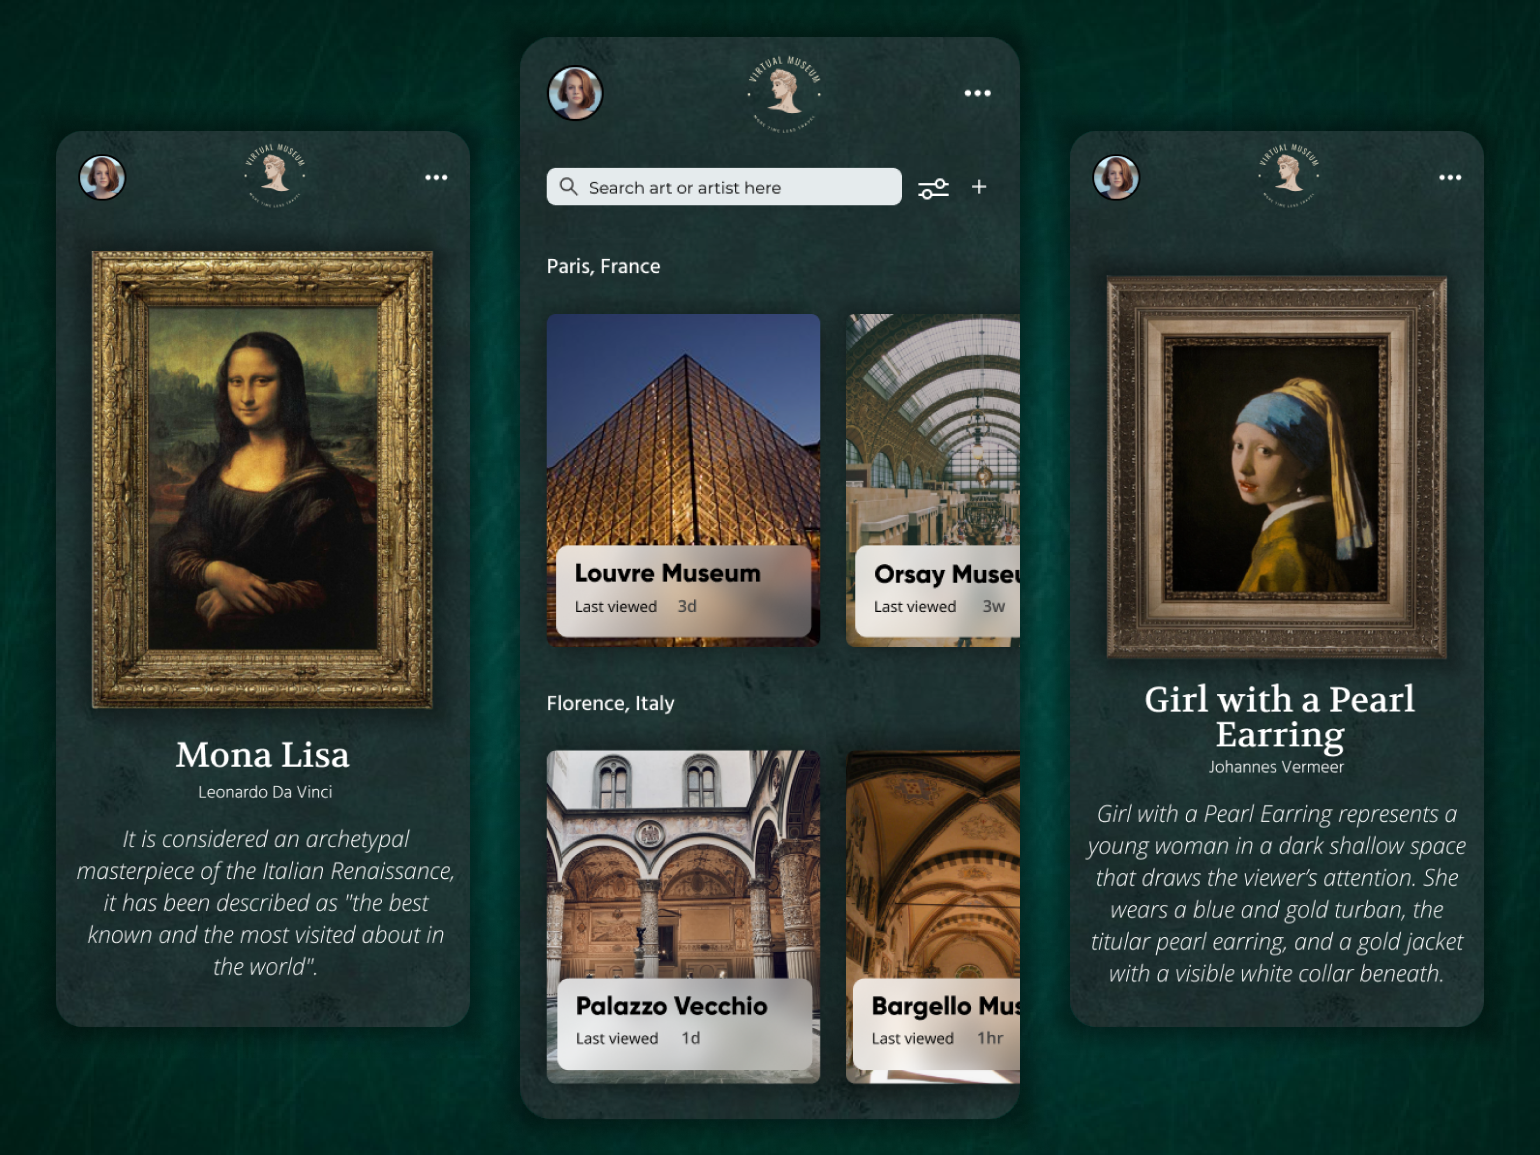 VIRTUAL MUSEUM
Mona Lisa
Leonardo Da Vinci
It is considered an archetypal
masterpiece of the Italian Renaissance,
it has been described as "the best
known and the most visited about in
the world".
VIRTUAL MUSEUM
MORE TIME LESS TRAVEL
Search art or artist here
Paris, France
Louvre Museum
Last viewed 3d
Orsay Museu
Last viewed 3w
Florence, Italy
Palazzo Vecchio
Last viewed 1d
Bargello Mus
Last viewed 1hr
VIRTUAL MUSEUM
Girl with a Pearl
Earring
Johannes Vermeer
Girl with a Pearl Earring represents a
young woman in a dark shallow space
that draws the viewer’s attention. She
wears a blue and gold turban, the
titular pearl earring, and a gold jacket
with a visible white collar beneath.